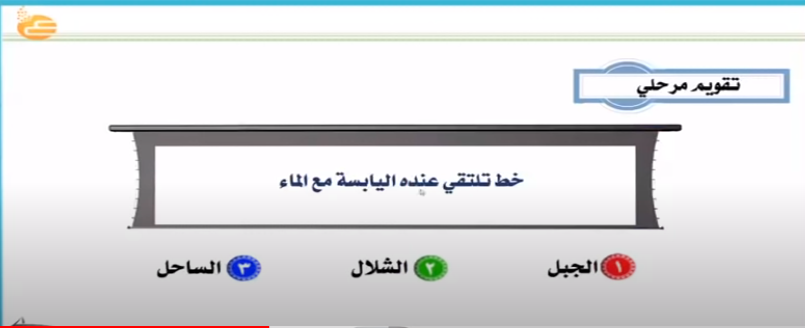 تقويم مرحلي
خط تلتقي عنده اليابسة مع الماء
١ الجبل ٢ الشلال ٣ الساحل